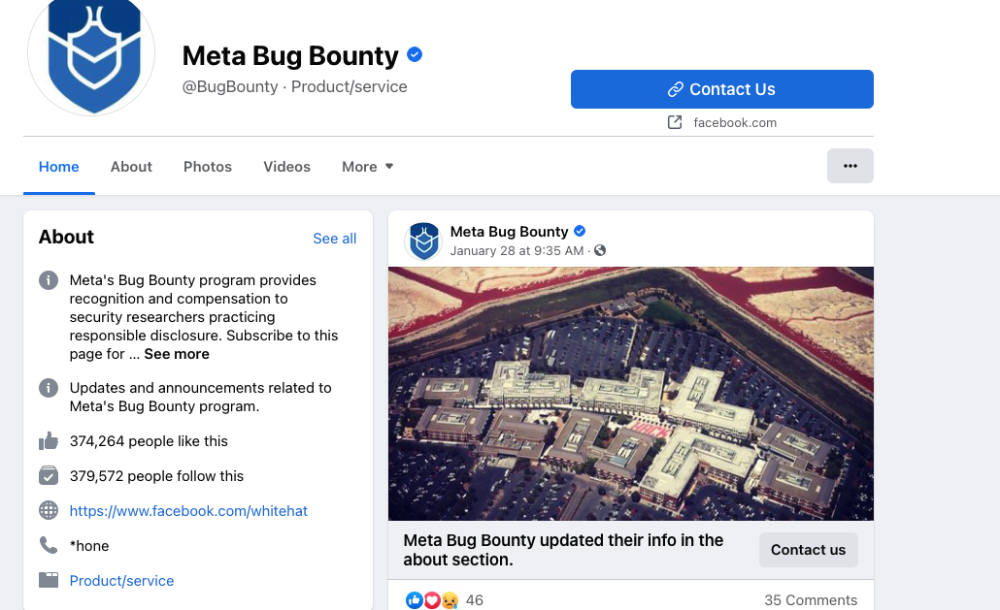 Meta Bug Bounty
@BugBounty · Product/service
Contact Us
facebook.com
Home
About
Photos
Videos
More
About
See all
Meta's Bug Bounty program provides
recognition and compensation to
security researchers practicing
responsible disclosure. Subscribe to this
page for ... See more
Updates and announcements related to
Meta's Bug Bounty program.
374,264 people like this
379,572 people follow this
https://www.facebook.com/whitehat
*hone
Product/service
Meta Bug Bounty
January 28 at 9:35 AM ·
Meta Bug Bounty updated their info in the
about section.
Contact us
46
35 Comments